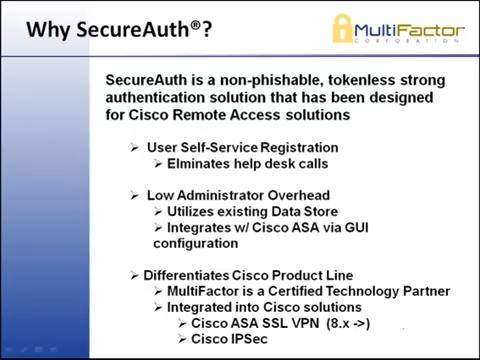 Why SecureAuth®?
MultiFactor
CORPORATION
SecureAuth is a non-phishable, tokenless strong
authentication solution that has been designed
for Cisco Remote Access solutions
➢ User Self-Service Registration
➢ Elminates help desk calls
➢ Low Administrator Overhead
➢ Utilizes existing Data Store
➢ Integrates w/ Cisco ASA via GUI
configuration
➢ Differentiates Cisco Product Line
➢ MultiFactor is a Certified Technology Partner
➢ Integrated into Cisco solutions
➢ Cisco ASA SSL VPN (8.x ->)
➢ Cisco IPSec